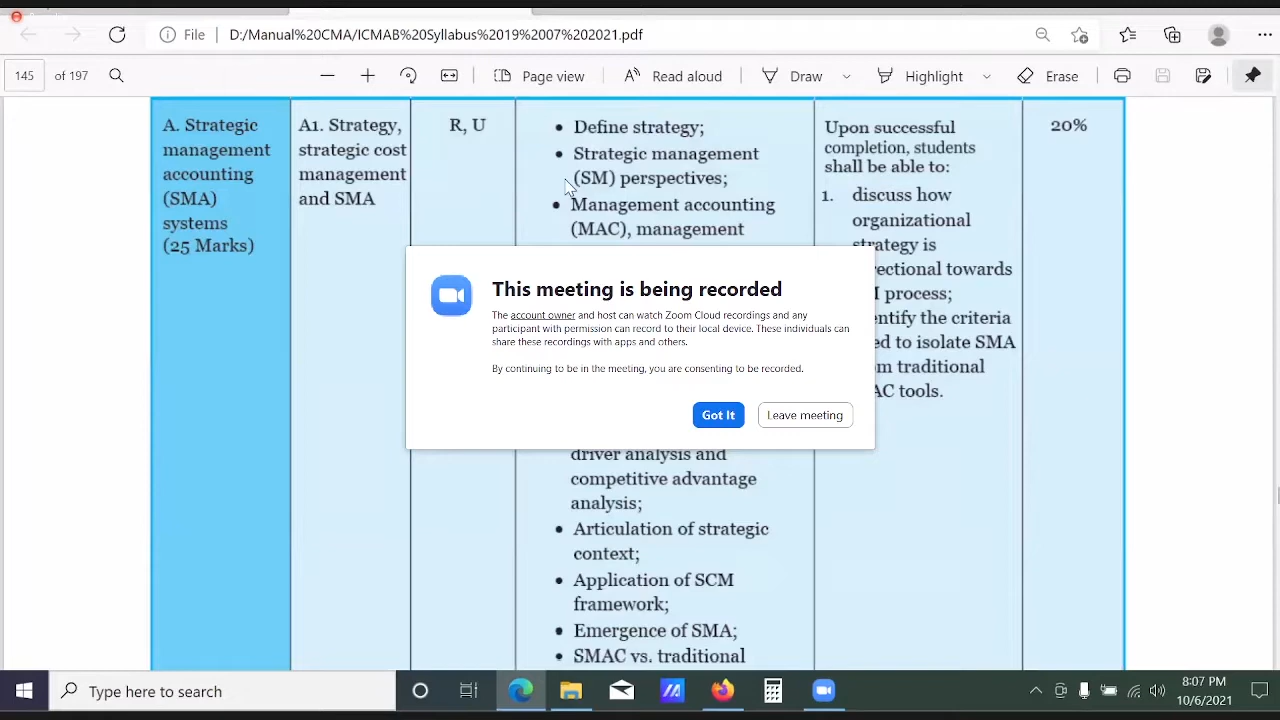 File
D:/Manual%20CMA/ICMAB%20Syllabus%2019%2007%202021.pdf
145
of 197
Page view
Read aloud
Draw
Highlight
Erase
A. Strategic
management
accounting
(SMA)
systems
(25 Marks)
A1. Strategy,
strategic cost
management
and SMA
R, U
• Define strategy;
• Strategic management
(SM) perspectives;
• Management accounting
(MAC), management
driver analysis and
competitive advantage
analysis;
• Articulation of strategic
context;
• Application of SCM
framework;
• Emergence of SMA;
• SMAC vs. traditional
Upon successful
completion, students
shall be able to:
1. discuss how
organizational
strategy is
process;
the criteria
to isolate SMA
traditional
tools.
20%
This meeting is being recorded
The account owner and host can watch Zoom Cloud recordings and any
participant with permission can record to their local device. These individuals can
share these recordings with apps and others.
By continuing to be in the meeting, you are consenting to be recorded.
Got It
Leave meeting
Type here to search
8:07 PM
10/6/2021